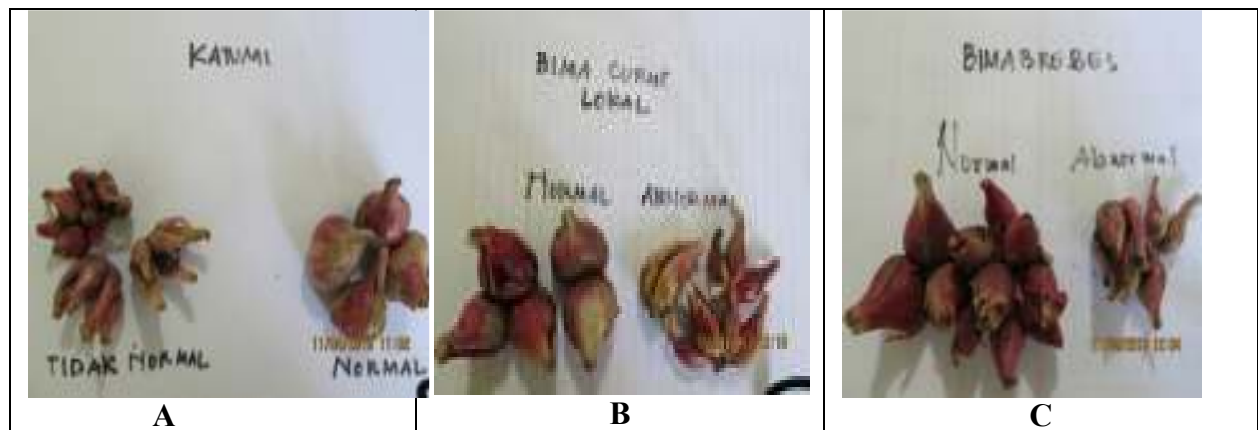 KATUMI
TIDAK NORMAL
NORMAL
A
BIMA CURUT
LOKAL
NORMAL ABNORMAL
B
BIMABREBES
Normal Abnormal
C